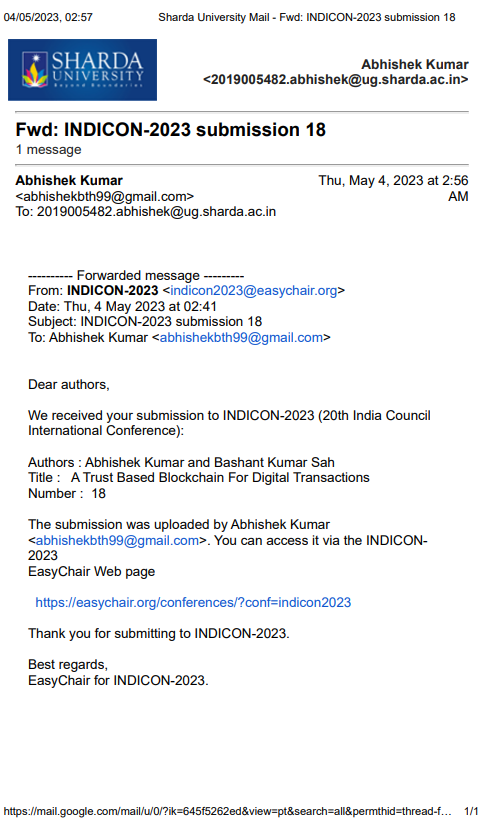 04/05/2023, 02:57 Sharda University Mail - Fwd: INDICON-2023 submission 18
SHARDA
UNIVERSITY
Beyond Boundaries
Abhishek Kumar
<2019005482.abhishek@ug.sharda.ac.in>
Fwd: INDICON-2023 submission 18
1 message
Abhishek Kumar Thu, May 4, 2023 at 2:56
<abhishekbth99@gmail.com> AM
To: 2019005482.abhishek@ug.sharda.ac.in
---------- Forwarded message ---------
From: INDICON-2023 <indicon2023@easychair.org>
Date: Thu, 4 May 2023 at 02:41
Subject: INDICON-2023 submission 18
To: Abhishek Kumar <abhishekbth99@gmail.com>
Dear authors,
We received your submission to INDICON-2023 (20th India Council
International Conference):
Authors : Abhishek Kumar and Bashant Kumar Sah
Title : A Trust Based Blockchain For Digital Transactions
Number : 18
The submission was uploaded by Abhishek Kumar
<abhishekbth99@gmail.com>. You can access it via the INDICON-
2023
EasyChair Web page
https://easychair.org/conferences/?conf=indicon2023
Thank you for submitting to INDICON-2023.
Best regards,
EasyChair for INDICON-2023.
https://mail.google.com/mail/u/0/?ik=645f5262ed&view=pt&search=all&permthid=thread-f… 1/1